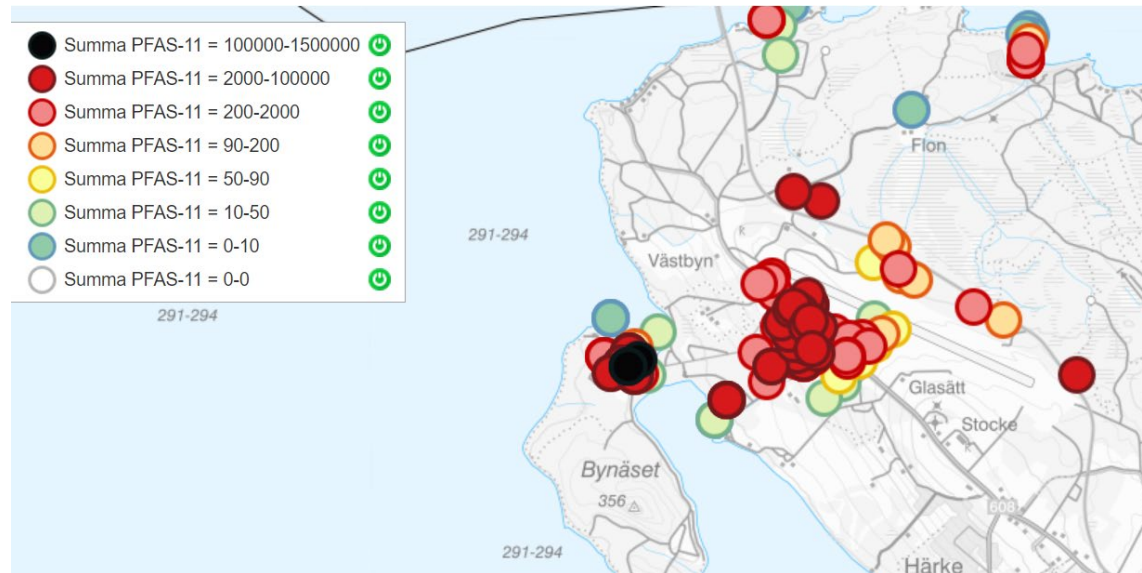 Summa PFAS-11 = 100000-1500000
Summa PFAS-11 = 2000-100000
Summa PFAS-11 = 200-2000
Summa PFAS-11 = 90-200
Summa PFAS-11 = 50-90
Summa PFAS-11 = 10-50
Summa PFAS-11 = 0-10
Summa PFAS-11 = 0-0
Flon
291-294
Västbyn
291-294
Glasätt
Stocke
Bynäset
356
608
291-294
Härke